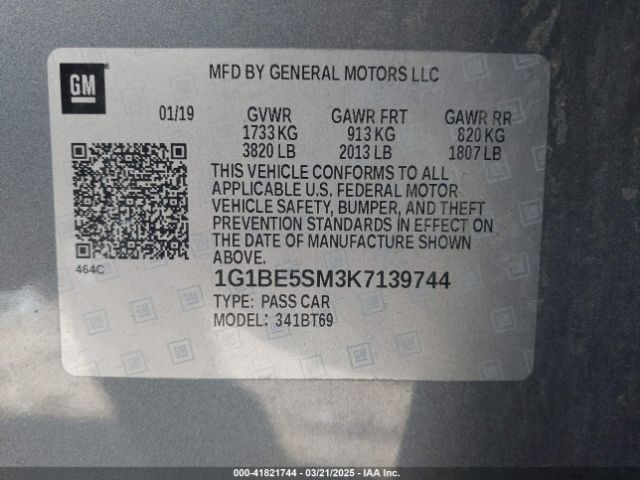 GM
MFD BY GENERAL MOTORS LLC
01/19 GVWR GAWR FRT GAWR RR
1733 KG 913 KG 820 KG
3820 LB 2013 LB 1807 LB
THIS VEHICLE CONFORMS TO ALL
APPLICABLE U.S. FEDERAL MOTOR
VEHICLE SAFETY, BUMPER, AND THEFT
PREVENTION STANDARDS IN EFFECT ON
THE DATE OF MANUFACTURE SHOWN
ABOVE.
464C
1G1BE5SM3K7139744
TYPE: PASS CAR
MODEL: 341BT69
000-41821744 — 03/21/2025 — IAA Inc.